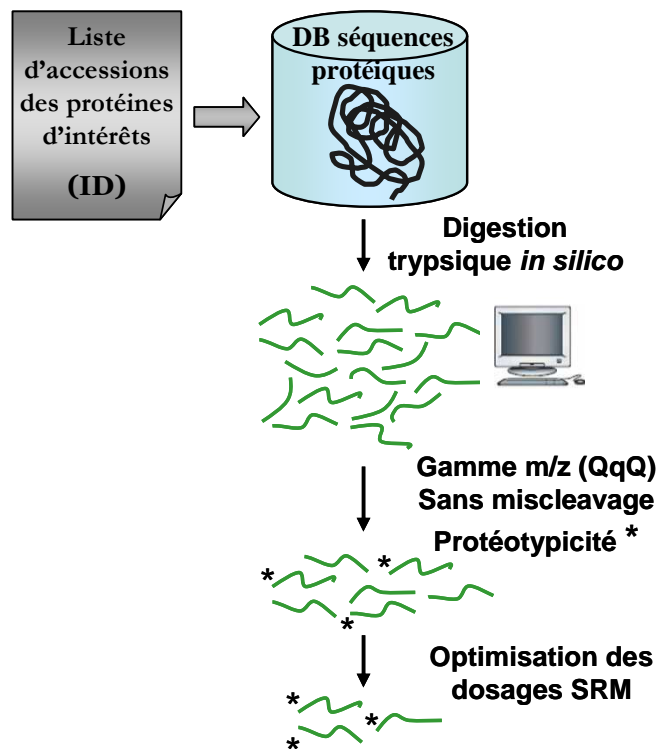 Liste
d'accessions
des protéines
d'intérêts
(ID)
DB séquences
protéiques
Digestion
trypsique in silico
Gamme m/z (QqQ)
Sans miscleavage
Protéotypicité *
* *
*
Optimisation des
dosages SRM
*
*
*